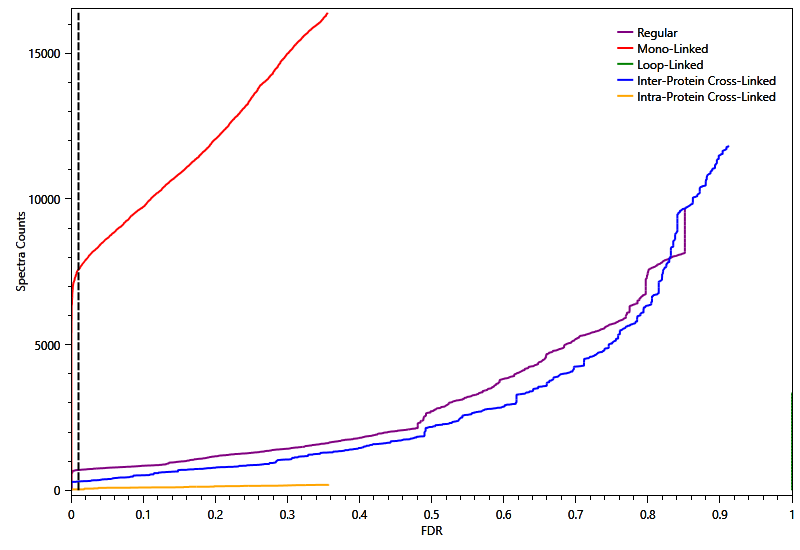 Regular
Mono-Linked
Loop-Linked
Inter-Protein Cross-Linked
Intra-Protein Cross-Linked
15000
10000
5000
0
Spectra Counts
0 0.1 0.2 0.3 0.4 0.5 0.6 0.7 0.8 0.9 1
FDR